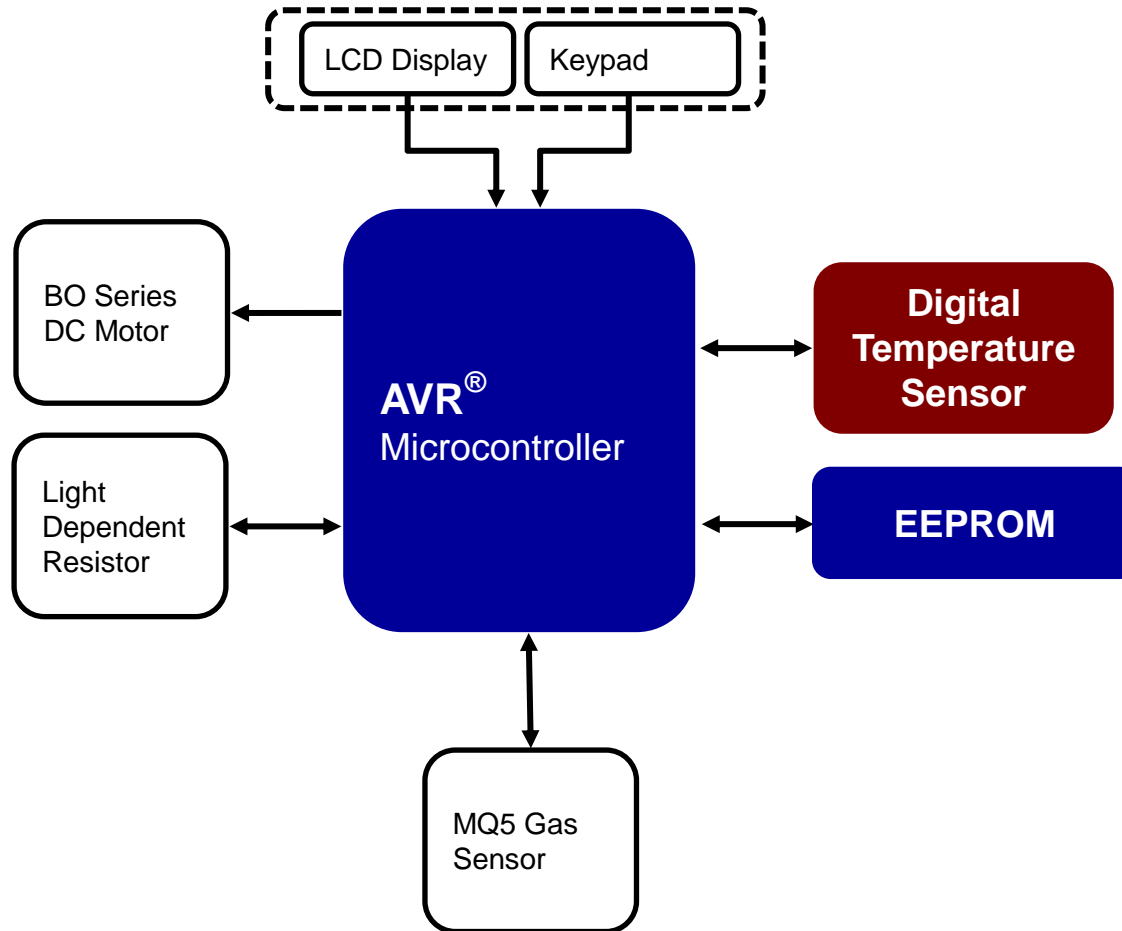 LCD Display
Keypad
BO Series
DC Motor
AVR®
Microcontroller
Digital
Temperature
Sensor
Light
Dependent
Resistor
EEPROM
MQ5 Gas
Sensor